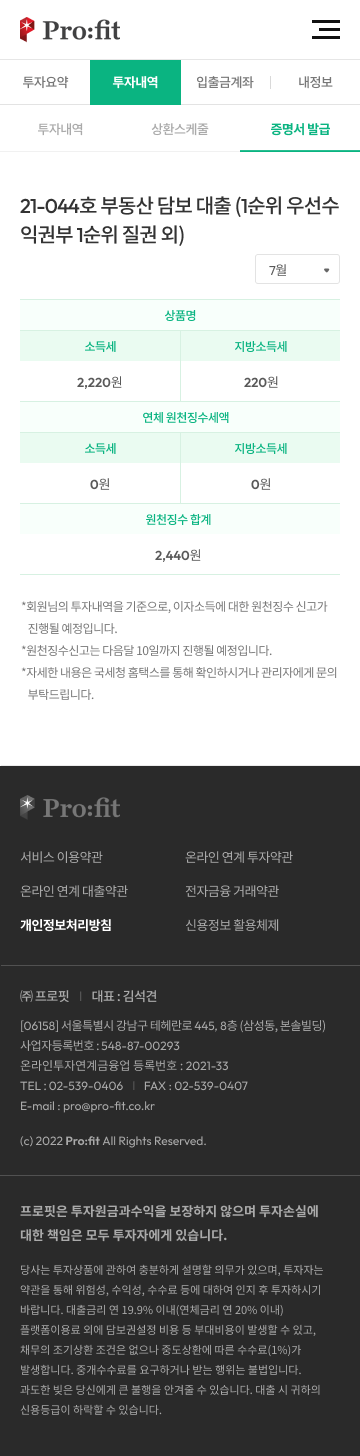 Pro:fit
투자요약 투자내역 입출금계좌 내정보
투자내역 상환스케줄 증명서 발급
21-044호 부동산 담보 대출 (1순위 우선수
익권부 1순위 질권 외)
7월
상품명
소득세 지방소득세
2,220원 220원
연체 원천징수세액
소득세 지방소득세
0원 0원
원천징수 합계
2,440원
*회원님의 투자내역을 기준으로, 이자소득에 대한 원천징수 신고가
진행될 예정입니다.
*원천징수신고는 다음달 10일까지 진행될 예정입니다.
*자세한 내용은 국세청 홈택스를 통해 확인하시거나 관리자에게 문의
부탁드립니다.
Pro:fit
서비스 이용약관 온라인 연계 투자약관
온라인 연계 대출약관 전자금융 거래약관
개인정보처리방침 신용정보 활용체제
㈜ 프로핏 | 대표 : 김석견
[06158] 서울특별시 강남구 테헤란로 445, 8층 (삼성동, 본솔빌딩)
사업자등록번호 : 548-87-00293
온라인투자연계금융업 등록번호 : 2021-33
TEL : 02-539-0406 | FAX : 02-539-0407
E-mail : pro@pro-fit.co.kr
(c) 2022 Pro:fit All Rights Reserved.
프로핏은 투자원금과수익을 보장하지 않으며 투자손실에
대한 책임은 모두 투자자에게 있습니다.
당사는 투자상품에 관하여 충분하게 설명할 의무가 있으며, 투자자는
약관을 통해 위험성, 수익성, 수수료 등에 대하여 인지 후 투자하시기
바랍니다. 대출금리 연 19.9% 이내(연체금리 연 20% 이내)
플랫폼이용료 외에 담보권설정 비용 등 부대비용이 발생할 수 있고,
채무의 조기상환 조건은 없으나 중도상환에 따른 수수료(1%)가
발생합니다. 중개수수료를 요구하거나 받는 행위는 불법입니다.
과도한 빚은 당신에게 큰 불행을 안겨줄 수 있습니다. 대출 시 귀하의
신용등급이 하락할 수 있습니다.